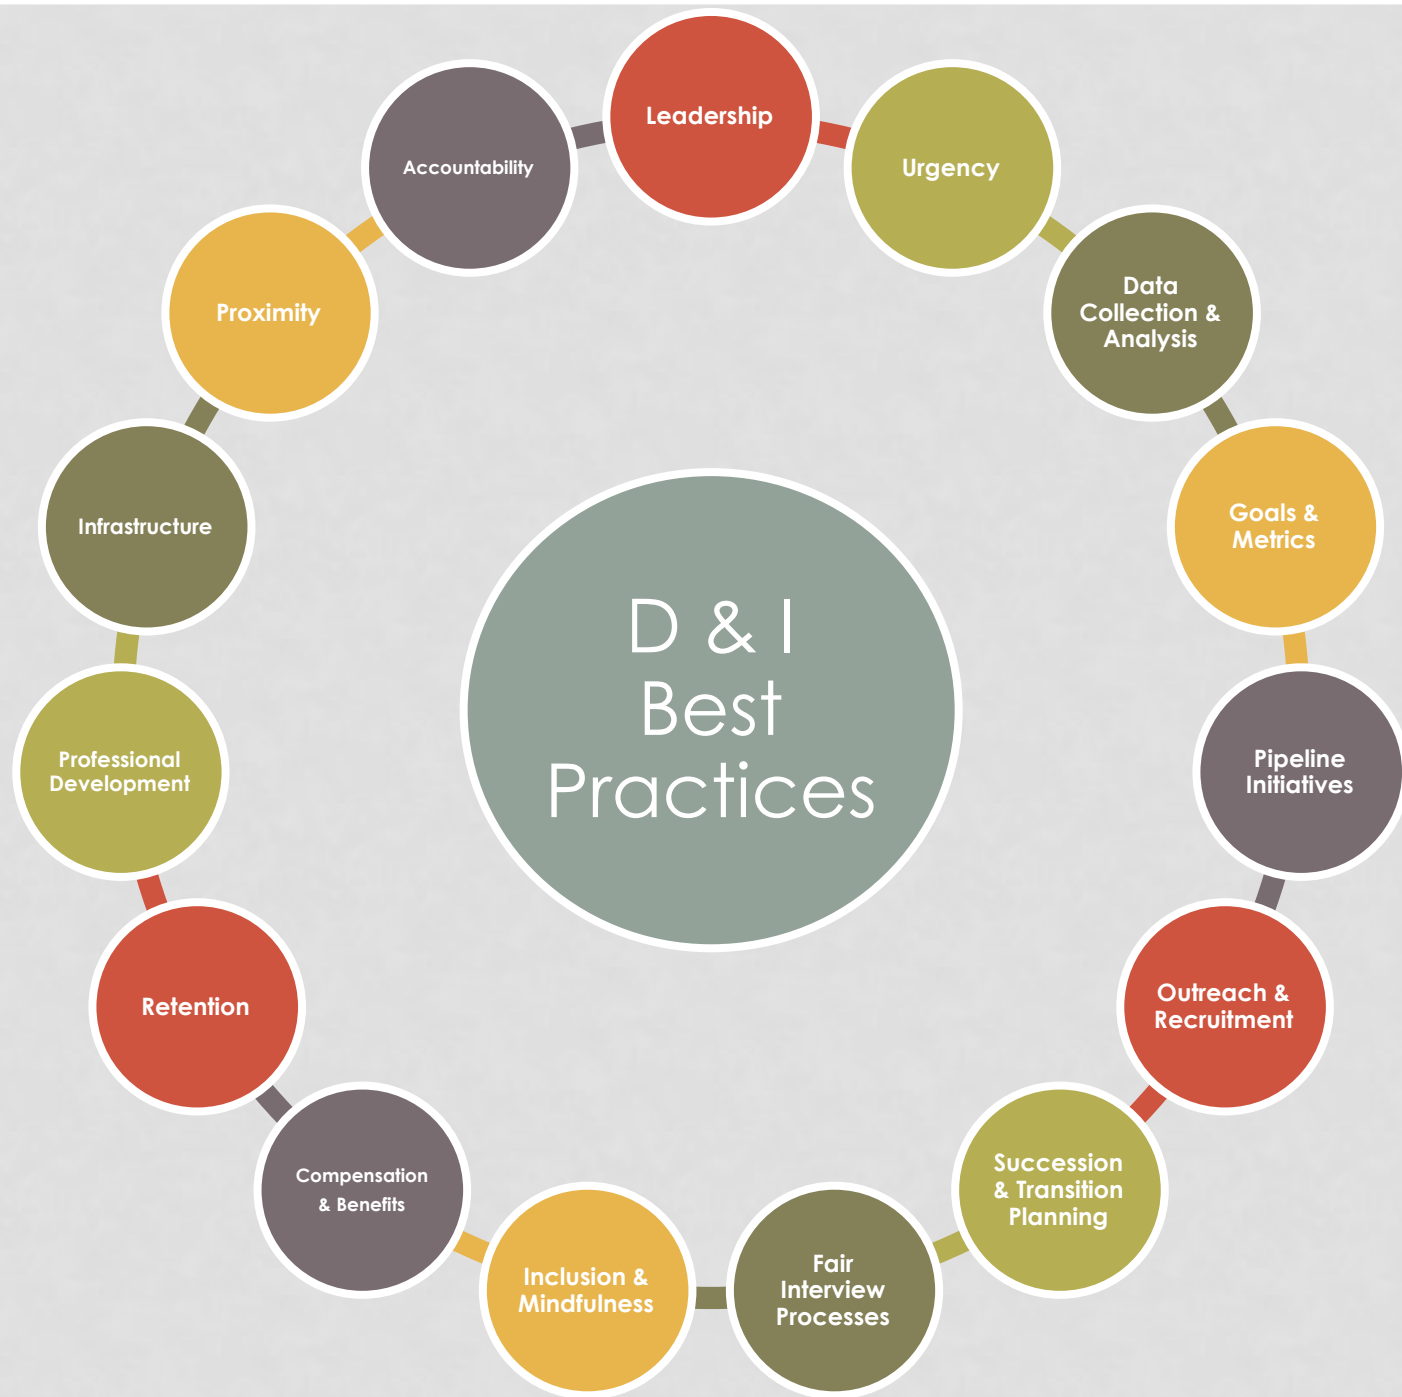 Leadership
Urgency
Data
Collection &
Analysis
Goals &
Metrics
Pipeline
Initiatives
Outreach &
Recruitment
Succession
& Transition
Planning
Fair
Interview
Processes
Inclusion &
Mindfulness
Compensation
& Benefits
Retention
Professional
Development
Infrastructure
Proximity
Accountability
D & I
Best
Practices